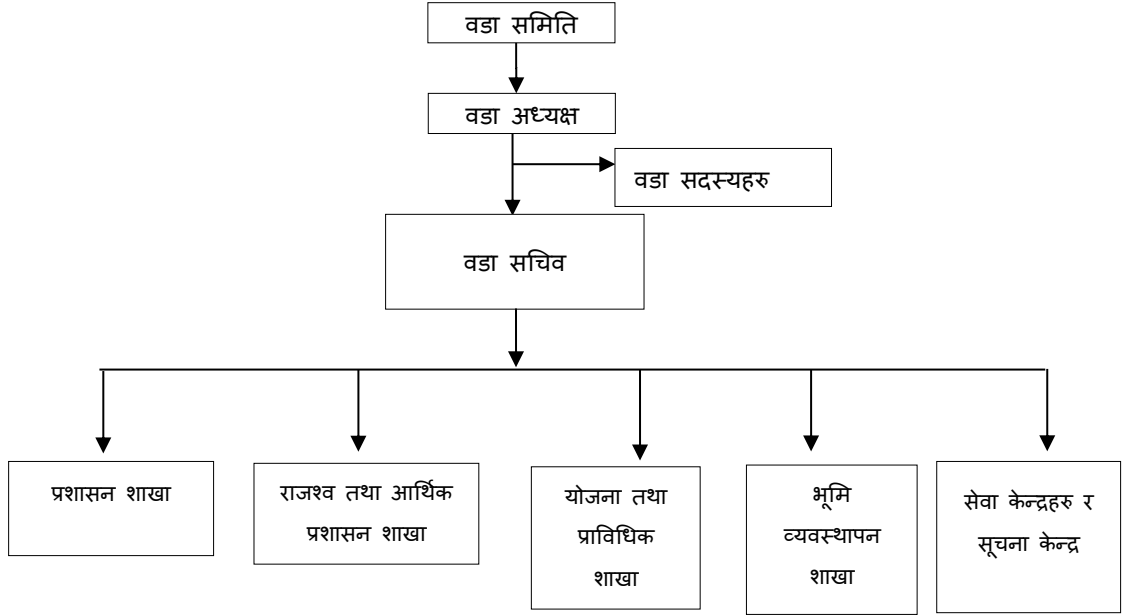 वडा समिति
वडा अध्यक्ष
वडा सदस्यहरु
वडा सचिव
प्रशासन शाखा
राजश्व तथा आर्थिक
प्रशासन शाखा
योजना तथा
प्राविधिक
शाखा
भूमि
व्यवस्थापन
शाखा
सेवा केन्द्रहरु र
सूचना केन्द्र